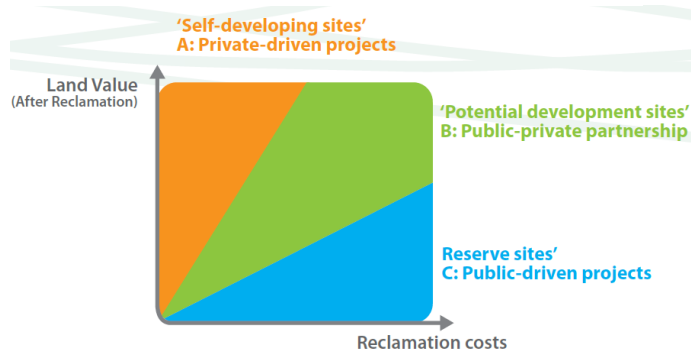 'Self-developing sites'
A: Private-driven projects
Land Value
(After Reclamation)
'Potential development sites'
B: Public-private partnership
Reserve sites'
C: Public-driven projects
Reclamation costs